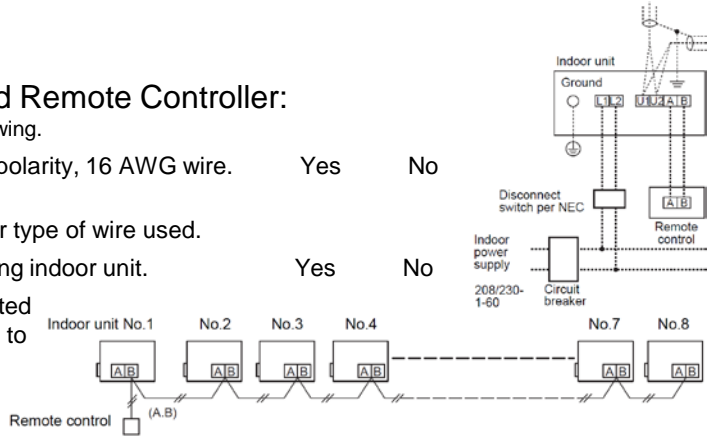 Indoor unit
Ground
L1 L2 U1 U2 A B
d Remote Controller:
wing.
polarity, 16 AWG wire. Yes No
Disconnect
switch per NEC
A B
Remote
control
r type of wire used.
ng indoor unit. Yes No
Indoor
power
supply
208/230-
1-60
Circuit
breaker
ted
to
Indoor unit No.1 No.2 No.3 No.4 No.7 No.8
A B A B A B A B A B A B
(A.B)
Remote control